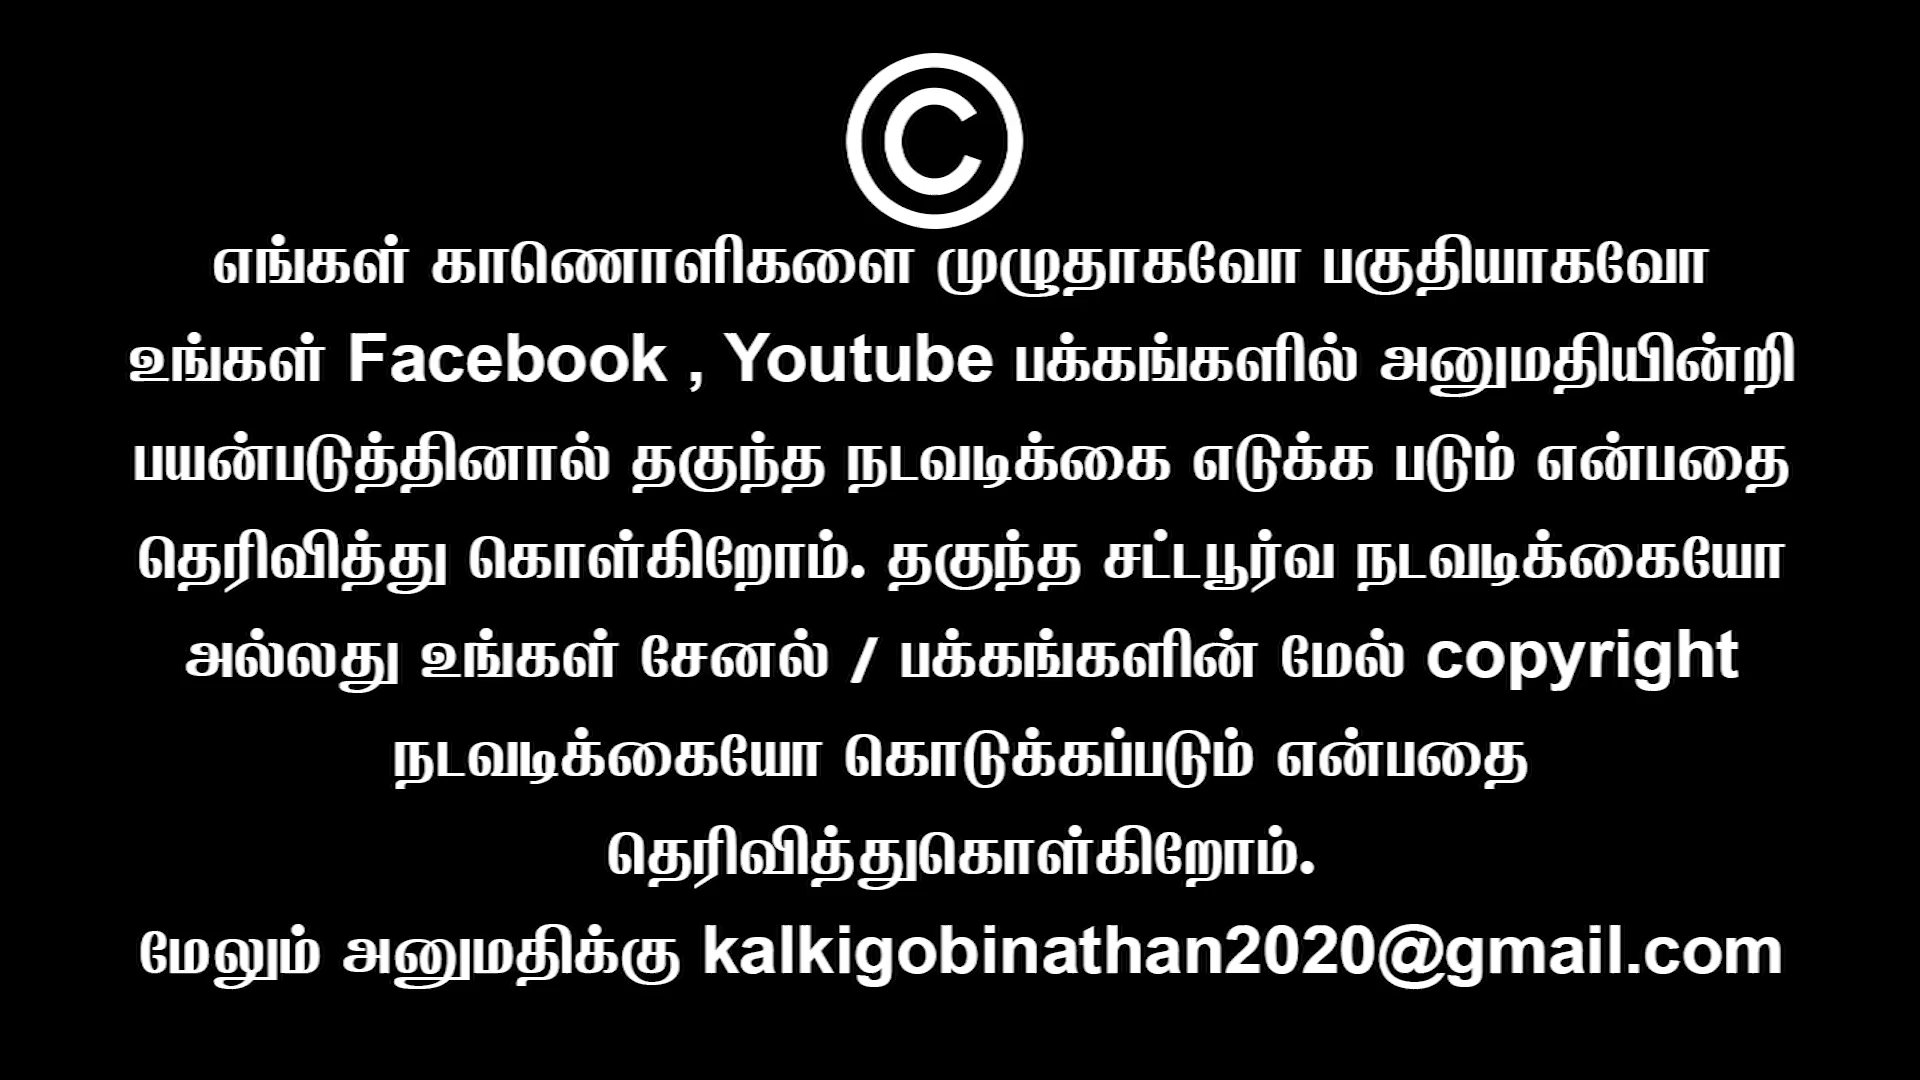 ©
எங்கள் காணொளிகளை முழுதாகவோ பகுதியாகவோ
உங்கள் Facebook , Youtube பக்கங்களில் அனுமதியின்றி
பயன்படுத்தினால் தகுந்த நடவடிக்கை எடுக்க படும் என்பதை
தெரிவித்து கொள்கிறோம். தகுந்த சட்டபூர்வ நடவடிக்கையோ
அல்லது உங்கள் சேனல் / பக்கங்களின் மேல் copyright
நடவடிக்கையோ கொடுக்கப்படும் என்பதை
தெரிவித்துகொள்கிறோம்.
மேலும் அனுமதிக்கு kalkigobinathan2020@gmail.com